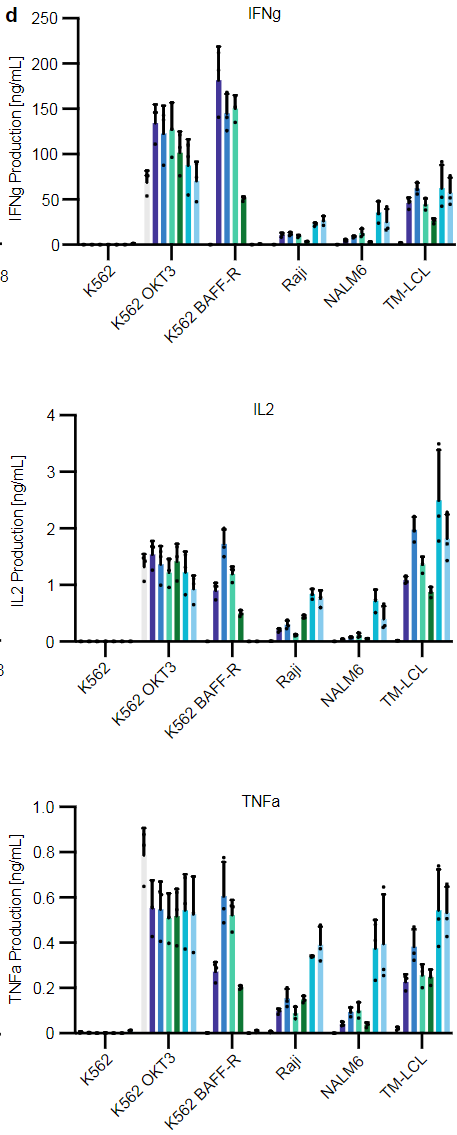 d
IFNg
IFNg Production [ng/mL]
250
200
150
100
50
0
8
K562
K562 OKT3
K562 BAFF-R
Raji
NALM6
TM-LCL
IL2
IL2 Production [ng/mL]
4
3
2
1
0
8
K562
K562 OKT3
K562 BAFF-R
Raji
NALM6
TM-LCL
TNFa
TNFa Production [ng/mL]
1.0
0.8
0.6
0.4
0.2
0
K562
K562 OKT3
K562 BAFF-R
Raji
NALM6
TM-LCL